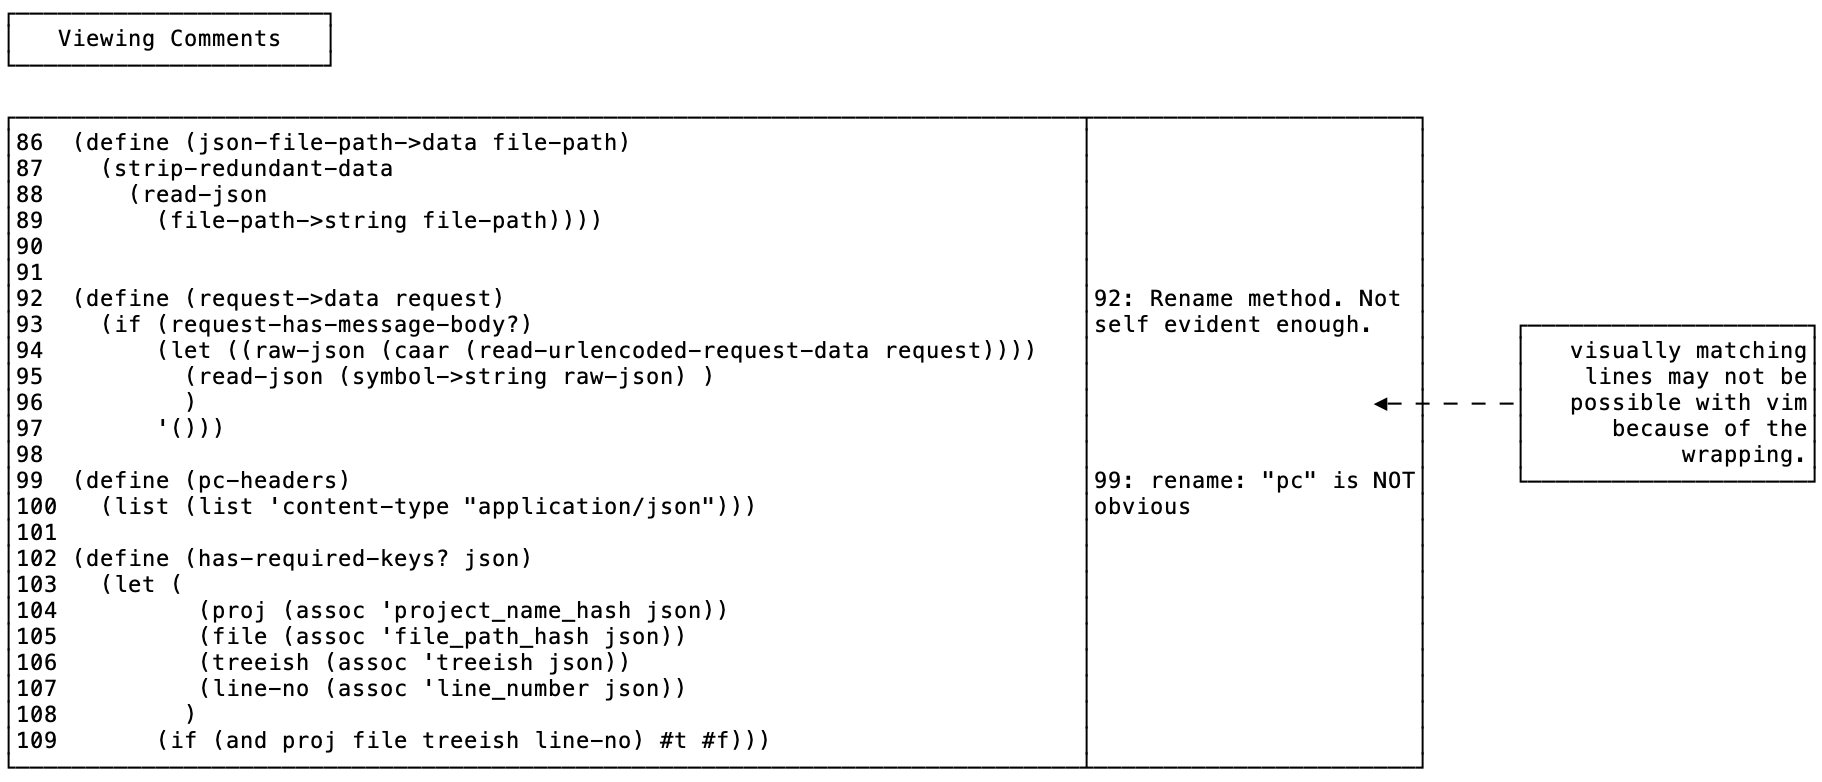 Viewing Comments
86  (define (json-file-path->data file-path)
87    (strip-redundant-data
88      (read-json
89        (file-path->string file-path))))
90
91
92  (define (request->data request)
93    (if (request-has-message-body?)
94        (let ((raw-json (caar (read-urlencoded-request-data request))))
95          (read-json (symbol->string raw-json) )
96          )
97        '()))
98
99  (define (pc-headers)
100   (list (list 'content-type "application/json")))
101
102 (define (has-required-keys? json)
103   (let (
104          (proj (assoc 'project_name_hash json))
105          (file (assoc 'file_path_hash json))
106          (treeish (assoc 'treeish json))
107          (line-no (assoc 'line_number json))
108         )
109       (if (and proj file treeish line-no) #t #f)))
92: Rename method. Not
self evident enough.
99: rename: "pc" is NOT
obvious
visually matching
lines may not be
possible with vim
because of the
wrapping.